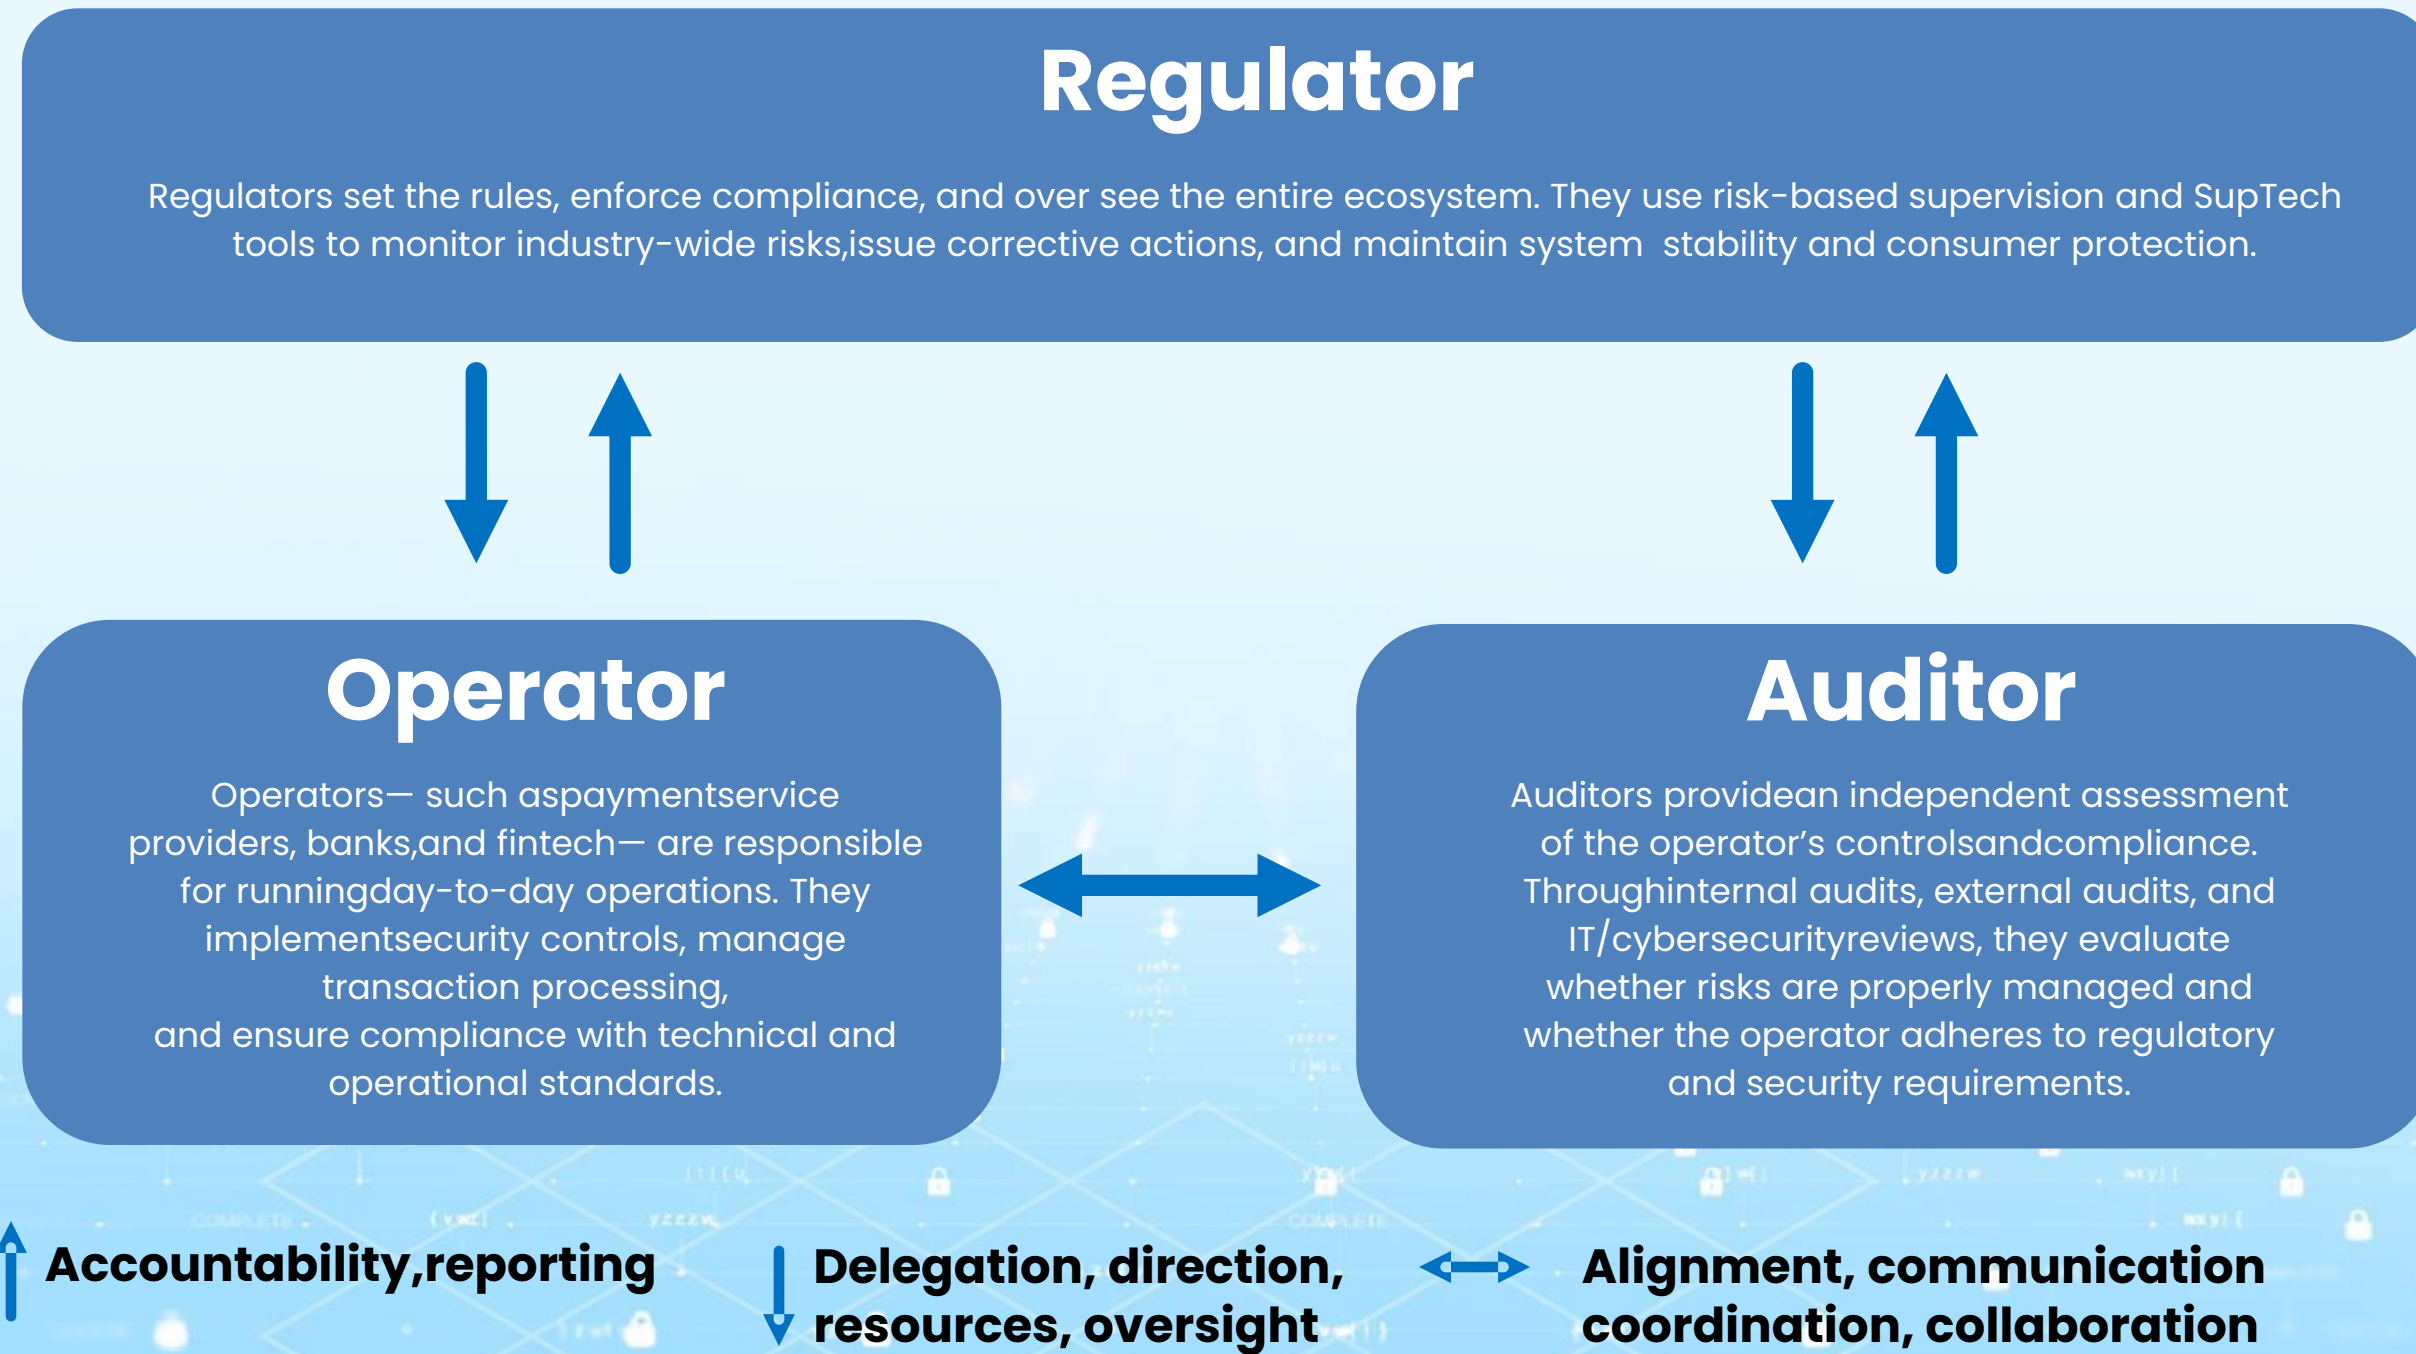 Regulator
Regulators set the rules, enforce compliance, and over see the entire ecosystem. They use risk-based supervision and SupTech
tools to monitor industry-wide risks,issue corrective actions, and maintain system  stability and consumer protection.
Operator
Operators— such aspaymentservice
providers, banks,and fintech— are responsible
for runningday-to-day operations. They
implementsecurity controls, manage
transaction processing,
and ensure compliance with technical and
operational standards.
Auditor
Auditors providean independent assessment
of the operator’s controlsandcompliance.
Throughinternal audits, external audits, and
IT/cybersecurityreviews, they evaluate
whether risks are properly managed and
whether the operator adheres to regulatory
and security requirements.
Accountability,reporting
Delegation, direction,
resources, oversight
Alignment, communication
coordination, collaboration